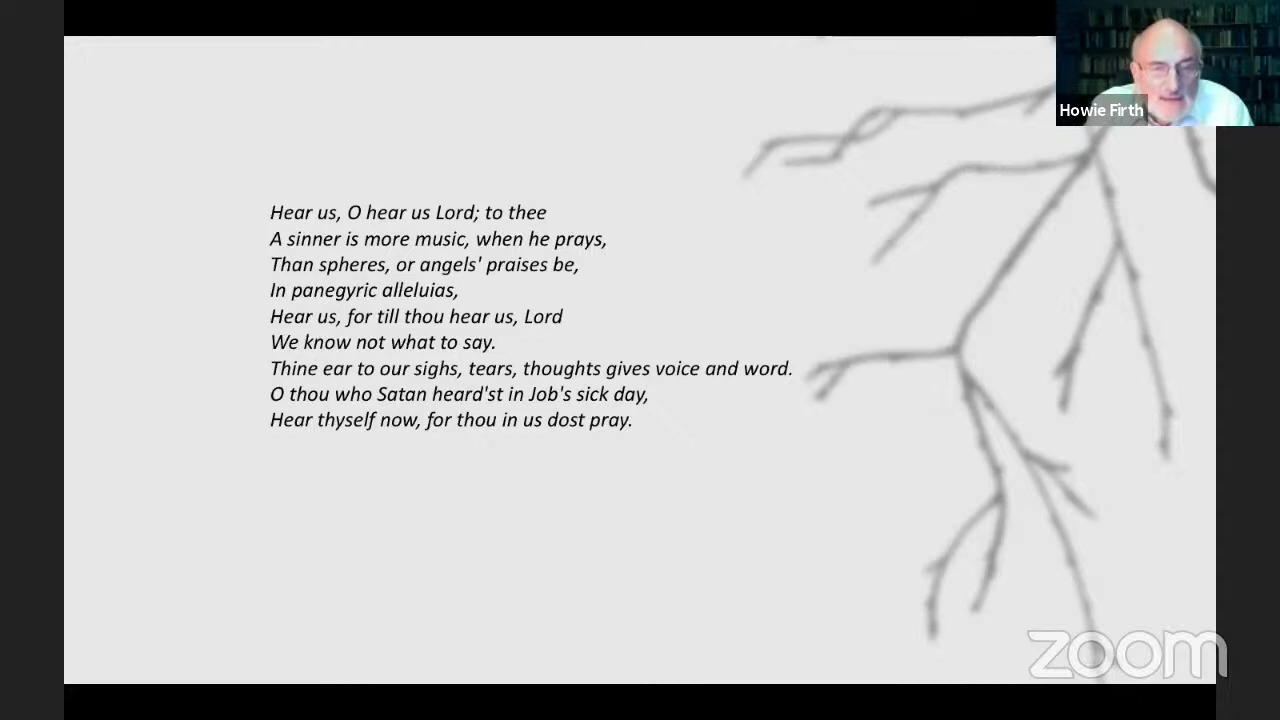 Howie Firth
Hear us, O hear us Lord; to thee
A sinner is more music, when he prays,
Than spheres, or angels' praises be,
In panegyric alleluias,
Hear us, for till thou hear us, Lord
We know not what to say.
Thine ear to our sighs, tears, thoughts gives voice and word.
O thou who Satan heard'st in Job's sick day,
Hear thyself now, for thou in us dost pray.
zoom